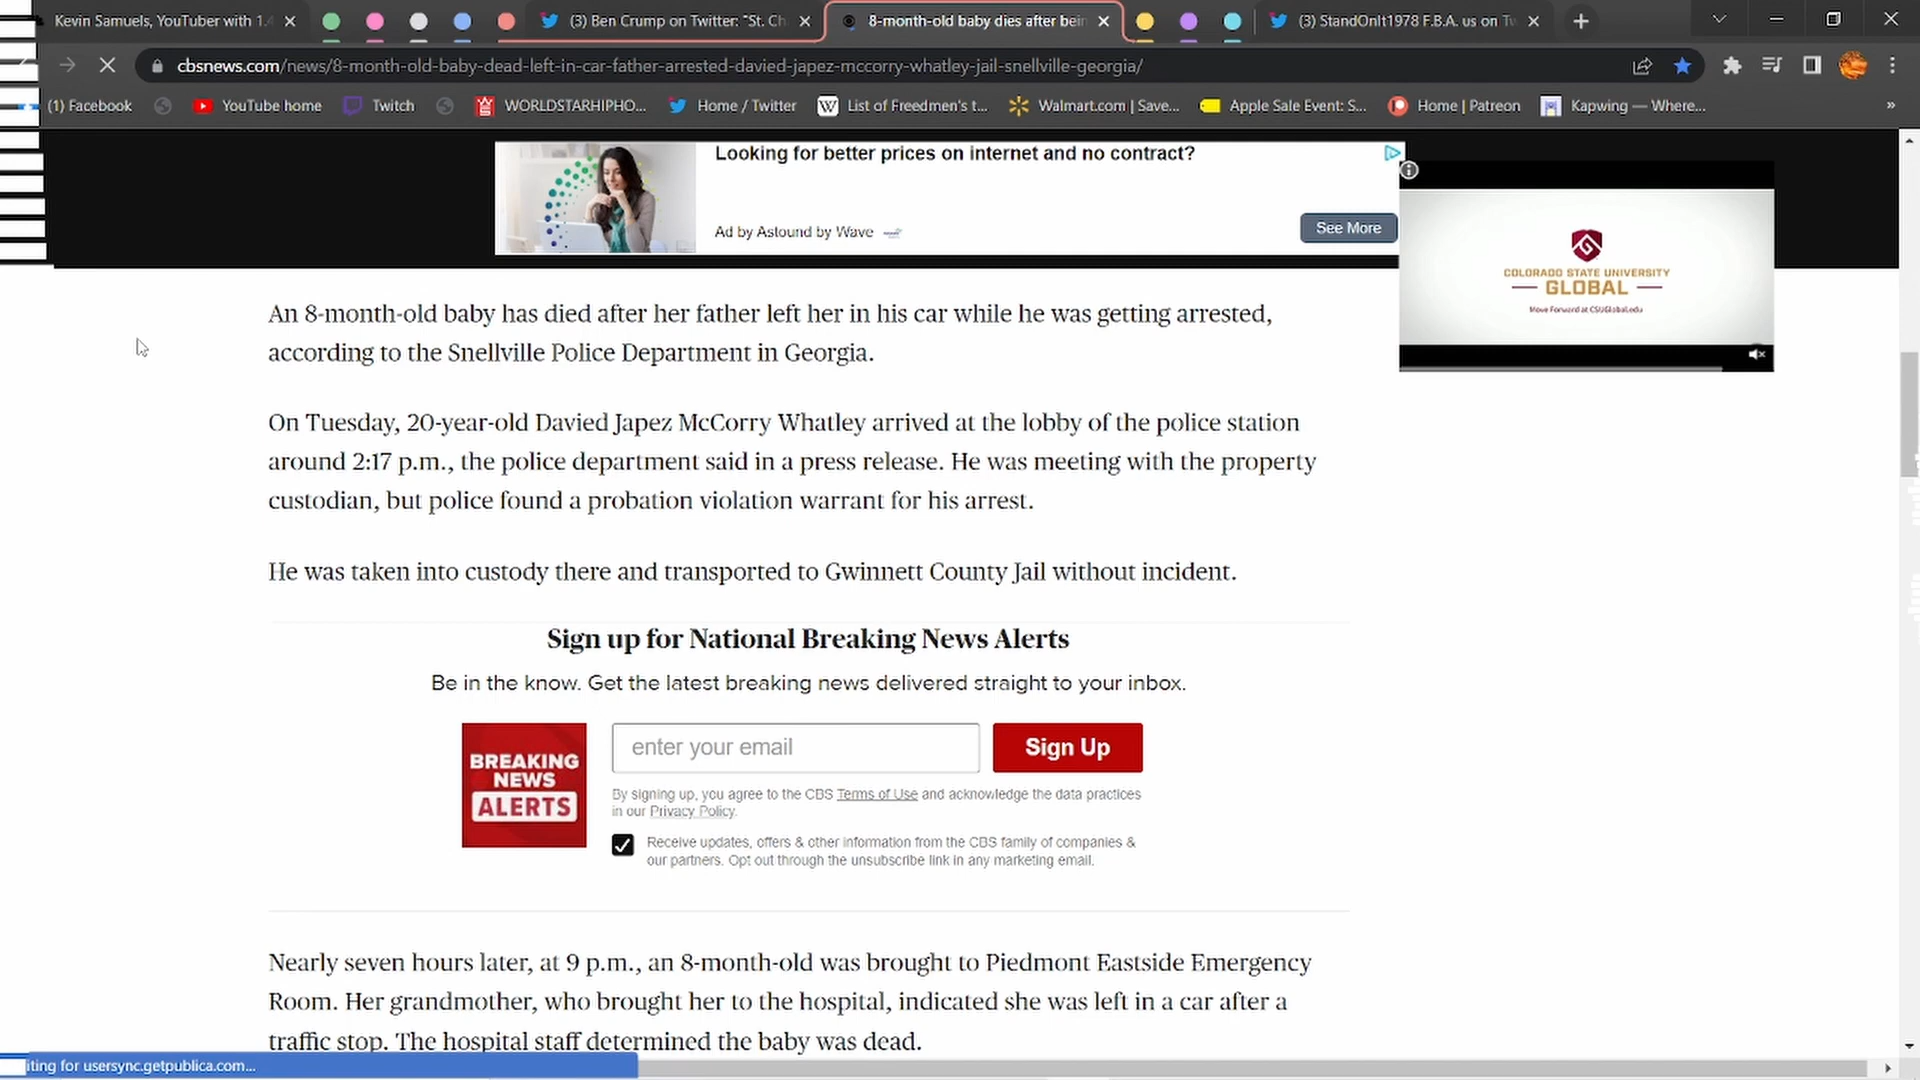 Kevin Samuels, YouTuber with 1.4
(3) Ben Crump on Twitter: "St. Ch
8-month-old baby dies after bein
(3) StandOnIt1978 F.B.A. us on Tw
cbsnews.com/news/8-month-old-baby-dead-left-in-car-father-arrested-davied-japez-mccorry-whatley-jail-snellville-georgia/
(1) Facebook
YouTube home
Twitch
WORLDSTARHIPHO...
Home / Twitter
List of Freedmen's t...
Walmart.com | Save...
Apple Sale Event: S...
Home | Patreon
Kapwing — Where...
Looking for better prices on internet and no contract?
Ad by Astound by Wave
See More
COLORADO STATE UNIVERSITY
GLOBAL
Move Forward at CSUGlobal.edu
An 8-month-old baby has died after her father left her in his car while he was getting arrested,
according to the Snellville Police Department in Georgia.
On Tuesday, 20-year-old Davied Japez McCorry Whatley arrived at the lobby of the police station
around 2:17 p.m., the police department said in a press release. He was meeting with the property
custodian, but police found a probation violation warrant for his arrest.
He was taken into custody there and transported to Gwinnett County Jail without incident.
Sign up for National Breaking News Alerts
Be in the know. Get the latest breaking news delivered straight to your inbox.
BREAKING
NEWS
ALERTS
enter your email
Sign Up
By signing up, you agree to the CBS Terms of Use and acknowledge the data practices
in our Privacy Policy.
Receive updates, offers & other information from the CBS family of companies &
our partners. Opt out through the unsubscribe link in any marketing email.
Nearly seven hours later, at 9 p.m., an 8-month-old was brought to Piedmont Eastside Emergency
Room. Her grandmother, who brought her to the hospital, indicated she was left in a car after a
traffic stop. The hospital staff determined the baby was dead.
iting for usersync.getpublica.com...